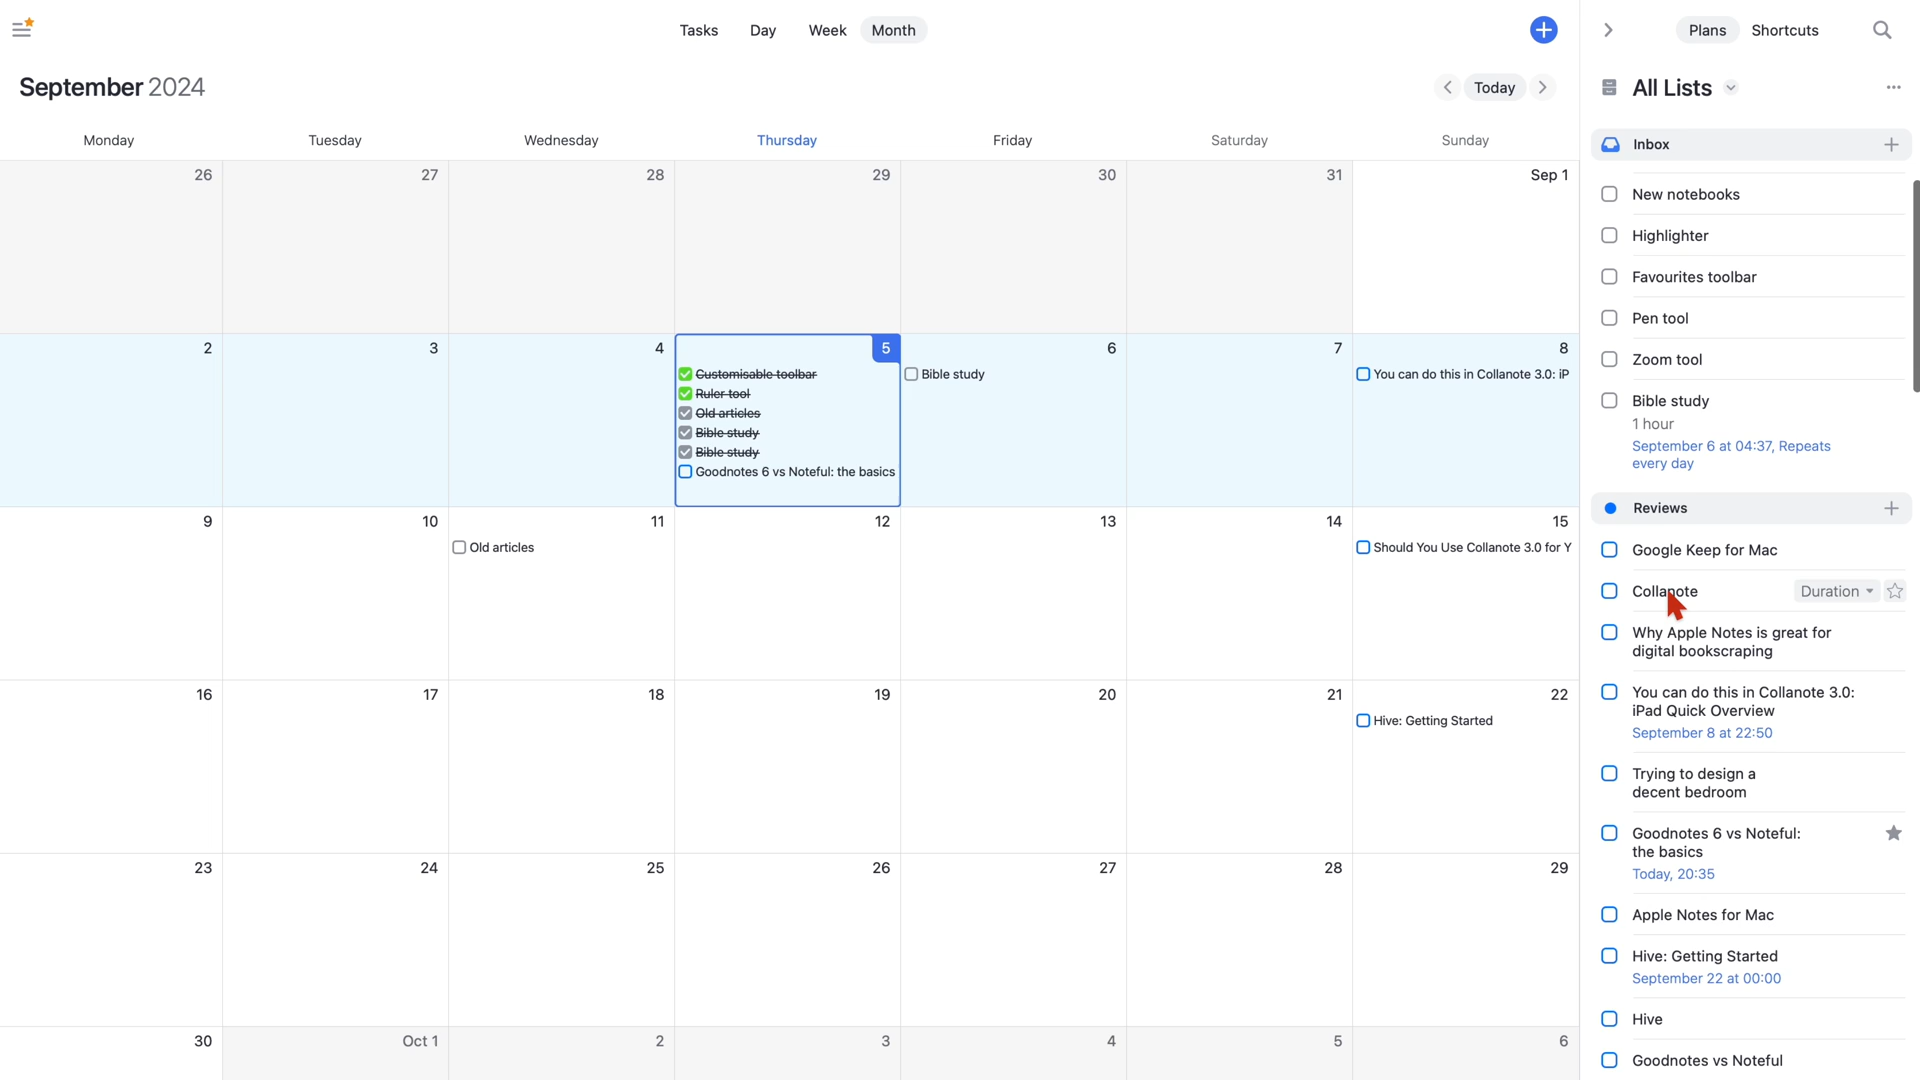 Tasks Day Week Month
Plans Shortcuts
September 2024
Today
All Lists
Monday Tuesday Wednesday Thursday Friday Saturday Sunday
26 27 28 29 30 31 Sep 1
2 3 4 5 6 7 8
Customisable toolbar
Ruler tool
Old articles
Bible study
Bible study
Goodnotes 6 vs Noteful: the basics
Bible study
You can do this in Collanote 3.0: iP
9 10 11 12 13 14 15
Old articles
Should You Use Collanote 3.0 for Y
16 17 18 19 20 21 22
Hive: Getting Started
23 24 25 26 27 28 29
30 Oct 1 2 3 4 5 6
Inbox
New notebooks
Highlighter
Favourites toolbar
Pen tool
Zoom tool
Bible study
1 hour
September 6 at 04:37, Repeats
every day
Reviews
Google Keep for Mac
Collanote Duration
Why Apple Notes is great for
digital bookscraping
You can do this in Collanote 3.0:
iPad Quick Overview
September 8 at 22:50
Trying to design a
decent bedroom
Goodnotes 6 vs Noteful:
the basics
Today, 20:35
Apple Notes for Mac
Hive: Getting Started
September 22 at 00:00
Hive
Goodnotes vs Noteful